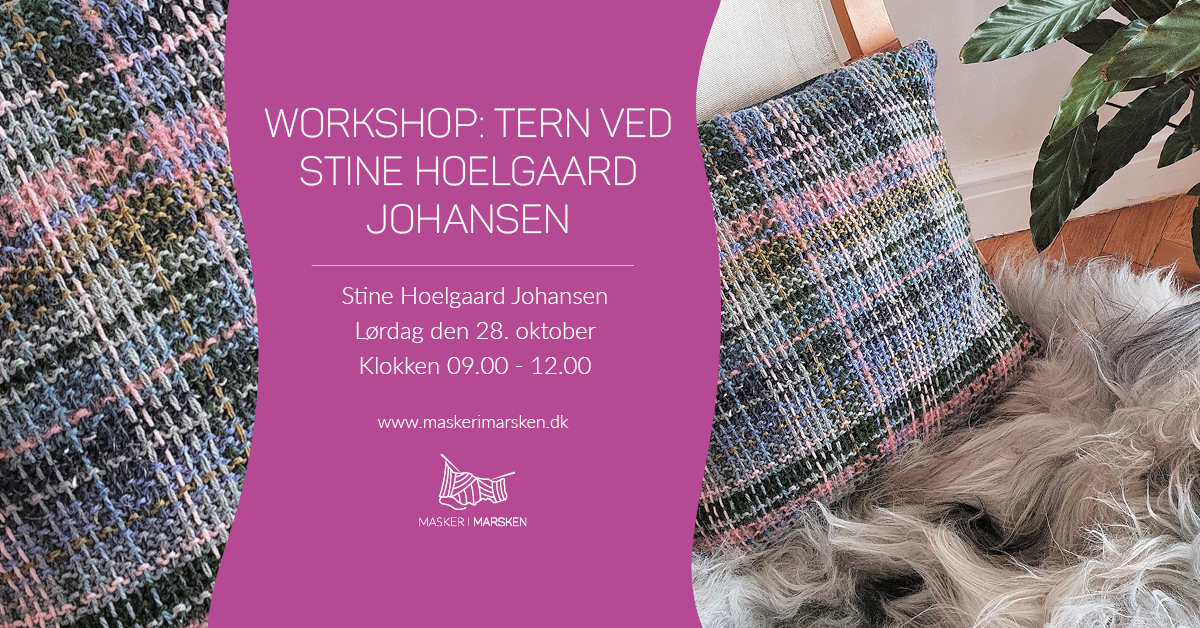 WORKSHOP: TERN VED
STINE HOELGAARD
JOHANSEN
Stine Hoelgaard Johansen
Lørdag den 28. oktober
Klokken 09.00 - 12.00
www.maskerimarsken.dk
MASKER I MARSKEN